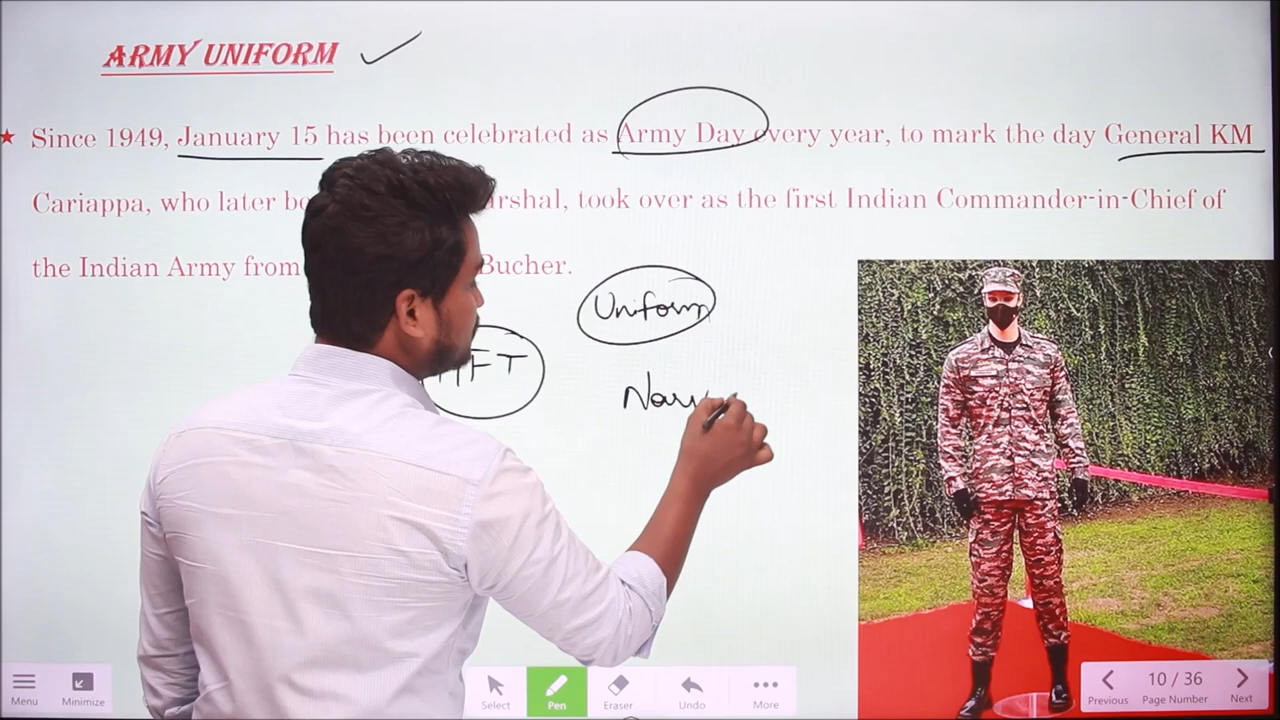 ARMY UNIFORM
★ Since 1949, January 15 has been celebrated as Army Day every year, to mark the day General KM
Cariappa, who later
took over as the first Indian Commander-in-Chief of
the Indian Army from
Bucher.
Uniform
Menu
Minimize
Select
Pen
Eraser
Undo
More
Previous
10 / 36
Page Number
Next